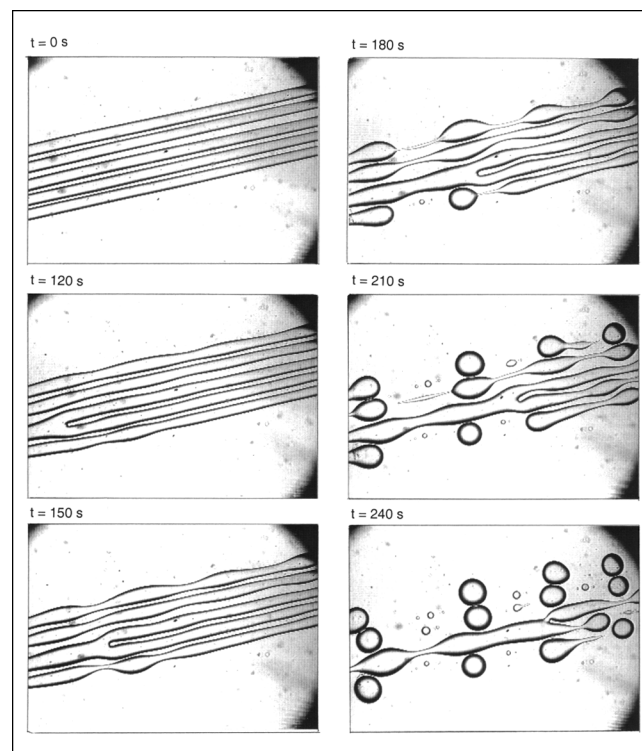 t = 0 s
t = 180 s
t = 120 s
t = 210 s
t = 150 s
t = 240 s